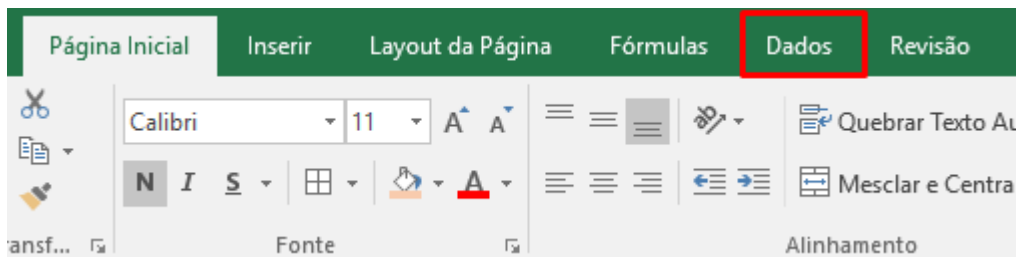 Página Inicial Inserir Layout da Página Fórmulas Dados Revisão
Calibri 11 A A ab Quebrar Texto Au
N I S A Mesclar e Centra
ansf... Fonte Alinhamento